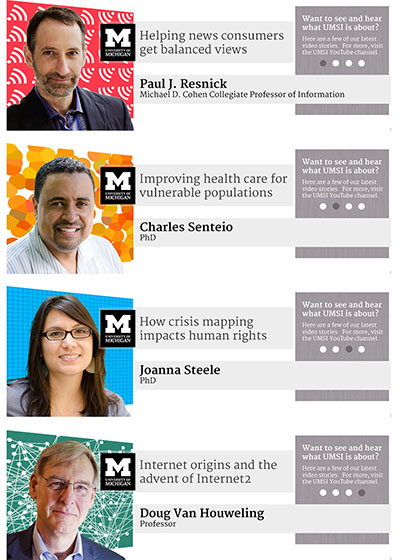 M
UNIVERSITY OF
MICHIGAN
Helping news consumers
get balanced views
Paul J. Resnick
Michael D. Cohen Collegiate Professor of Information
Want to see and hear
what UMSI is about?
Here are a few of our latest
video stories. For more, visit
the UMSI YouTube channel.
M
UNIVERSITY OF
MICHIGAN
Improving health care for
vulnerable populations
Charles Senteio
PhD
Want to see and hear
what UMSI is about?
Here are a few of our latest
video stories. For more, visit
the UMSI YouTube channel.
M
UNIVERSITY OF
MICHIGAN
How crisis mapping
impacts human rights
Joanna Steele
PhD
Want to see and hear
what UMSI is about?
Here are a few of our latest
video stories. For more, visit
the UMSI YouTube channel.
M
UNIVERSITY OF
MICHIGAN
Internet origins and the
advent of Internet2
Doug Van Houweling
Professor
Want to see and hear
what UMSI is about?
Here are a few of our latest
video stories. For more, visit
the UMSI YouTube channel.